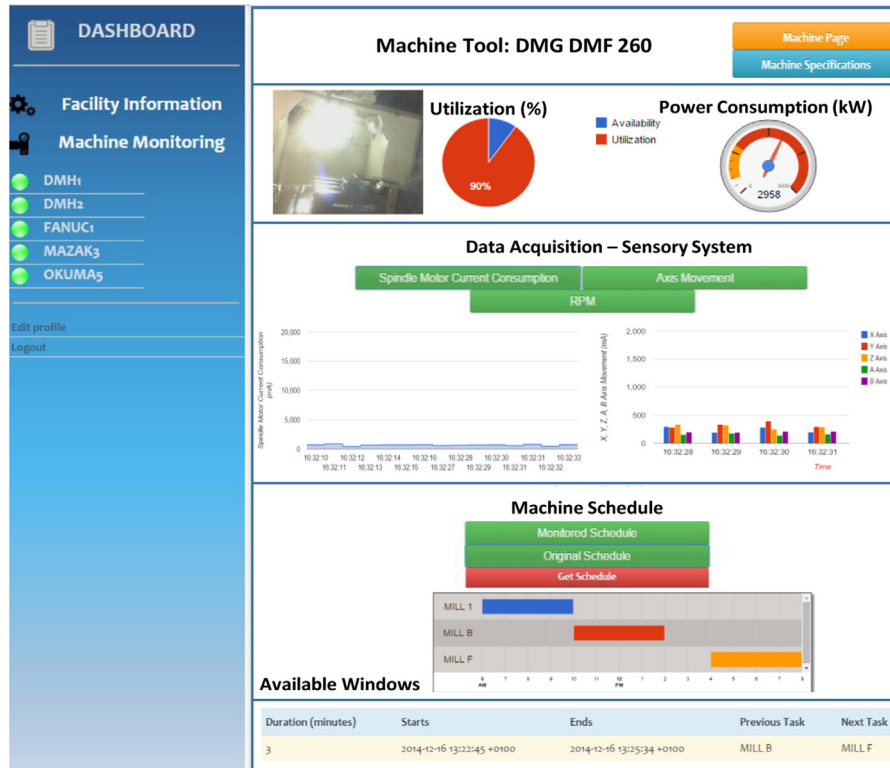 DASHBOARD
Facility Information
Machine Monitoring
DMH1
DMH2
FANUC1
MAZAK3
OKUMA5
Edit profile
Logout
Machine Tool: DMG DMF 260
Machine Page
Machine Specifications
Utilization (%)
90%
Availability
Utilization
Power Consumption (kW)
0
2958
Data Acquisition – Sensory System
Spindle Motor Current Consumption
Axis Movement
RPM
Spindle Motor Current Consumption
(mA)
20,000
15,000
10,000
5,000
0
16:32:10 16:32:12 16:32:14 16:32:16 16:32:28 16:32:30 16:32:31 16:32:33
16:32:11 16:32:13 16:32:15 16:32:27 16:32:29 16:32:31 16:32:32
X, Y, Z, A, B Axis Movement (mA)
2,000
1,500
1,000
500
0
16:32:28 16:32:29 16:32:30 16:32:31
Time
X Axis
Y Axis
Z Axis
A Axis
B Axis
Machine Schedule
Monitored Schedule
Original Schedule
Get Schedule
MILL 1
MILL B
MILL F
7 8 9 10 11 12 1 2 3 4 5 6 7 8
AM PM
Available Windows
Duration (minutes) Starts Ends Previous Task Next Task
3 2014-12-16 13:22:45 +0100 2014-12-16 13:25:34 +0100 MILL B MILL F